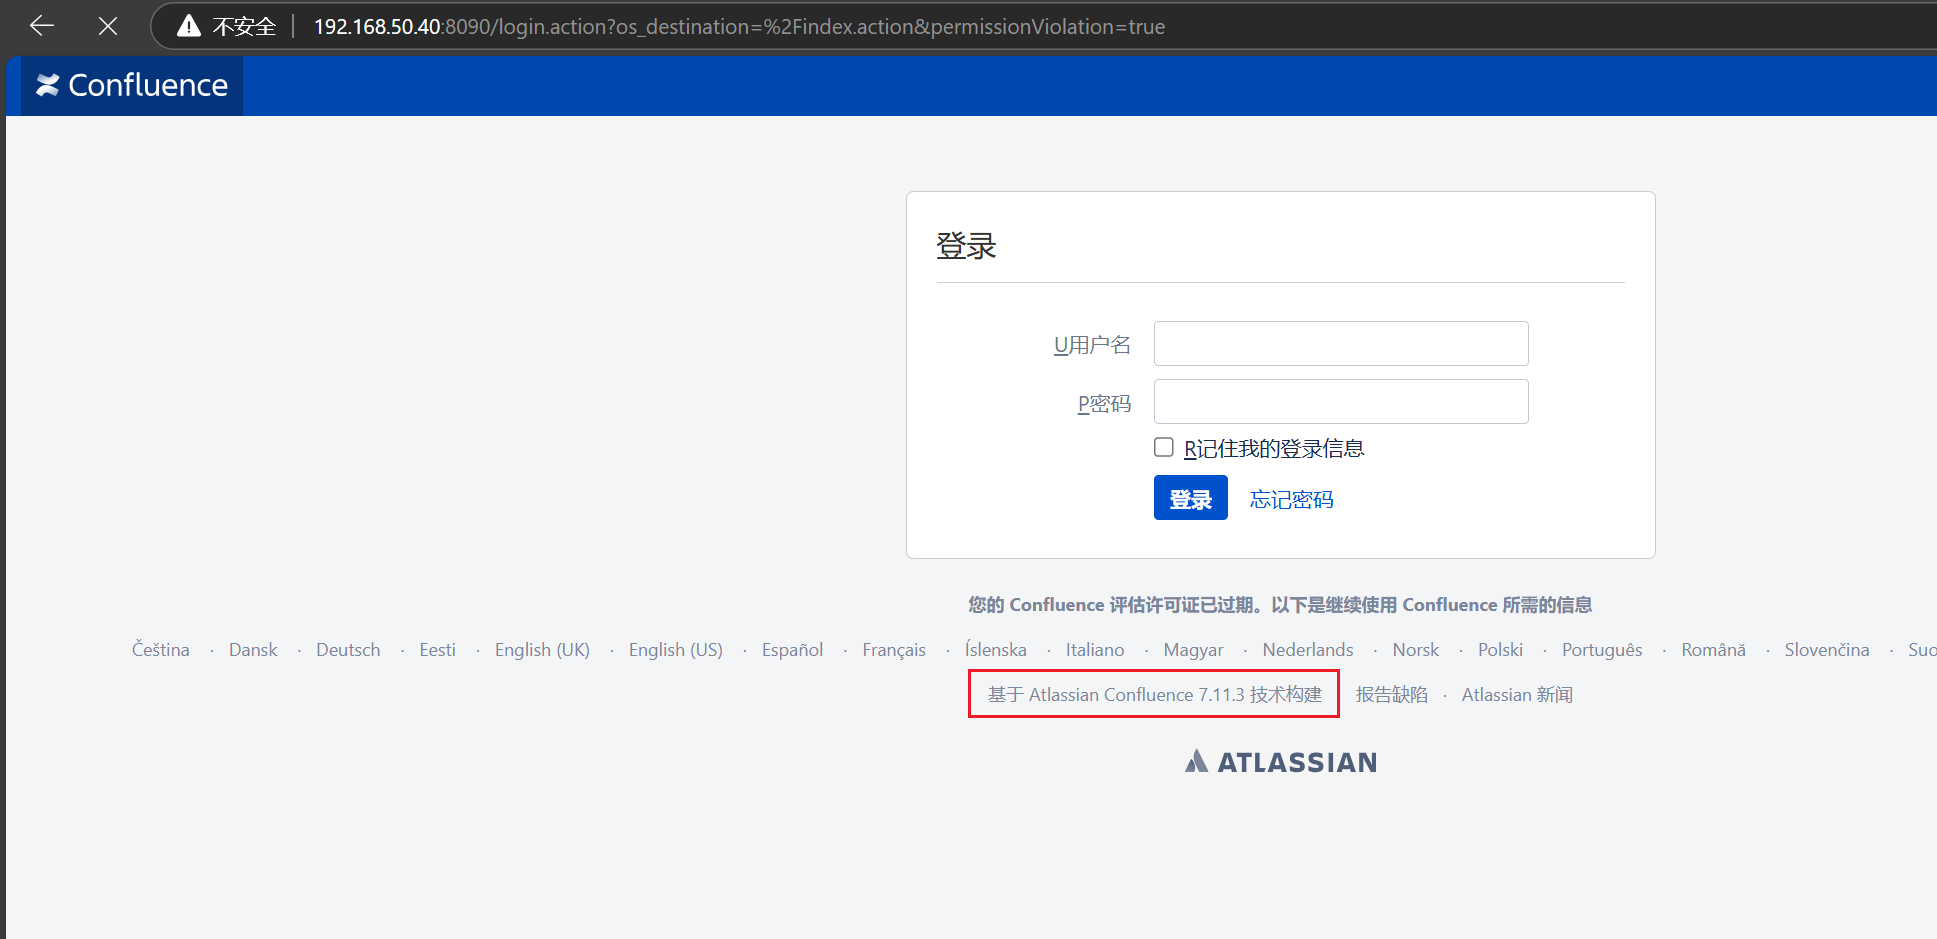 不安全 192.168.50.40:8090/login.action?os_destination=%2Findex.action&permissionViolation=true
Confluence
登录
U用户名
P密码
R记住我的登录信息
登录 忘记密码
您的 Confluence 评估许可证已过期。以下是继续使用 Confluence 所需的信息
Čeština · Dansk · Deutsch · Eesti · English (UK) · English (US) · Español · Français · Íslenska · Italiano · Magyar · Nederlands · Norsk · Polski · Português · Română · Slovenčina · Suo
基于 Atlassian Confluence 7.11.3 技术构建 报告缺陷 · Atlassian 新闻
ATLASSIAN